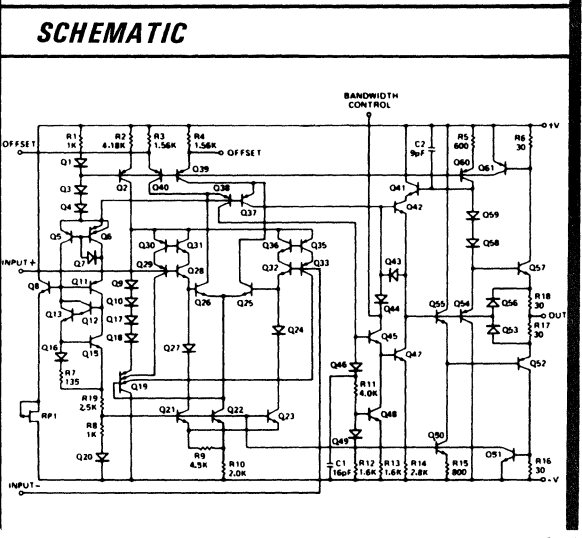 SCHEMATIC
BANDWIDTH
CONTROL
+V
R1
1K
R2
4.18K
R3
1.56K
R4
1.56K
OFFSET
OFFSET
C2
9pF
R5
600
R6
30
Q1
Q3
Q4
Q2
Q40
Q39
Q38
Q37
Q60
Q61
Q41
Q42
Q59
Q58
Q5
Q6
Q7
Q30
Q31
Q36
Q35
INPUT+
Q29
Q28
Q32
Q33
Q43
Q57
Q8
Q11
Q9
Q10
Q17
Q18
Q26
Q25
Q44
Q55
Q54
Q56
Q53
R18
30
OUT
R17
30
Q13
Q12
Q15
Q16
Q27
Q24
Q45
Q47
Q52
R7
135
Q19
Q46
R11
4.0K
RP1
R19
2.5K
R8
1K
Q21
Q22
Q23
Q48
Q49
Q50
Q51
Q20
R9
4.5K
R10
2.0K
C1
16pF
R12
1.6K
R13
1.6K
R14
2.8K
R15
800
R16
30
-V
INPUT-